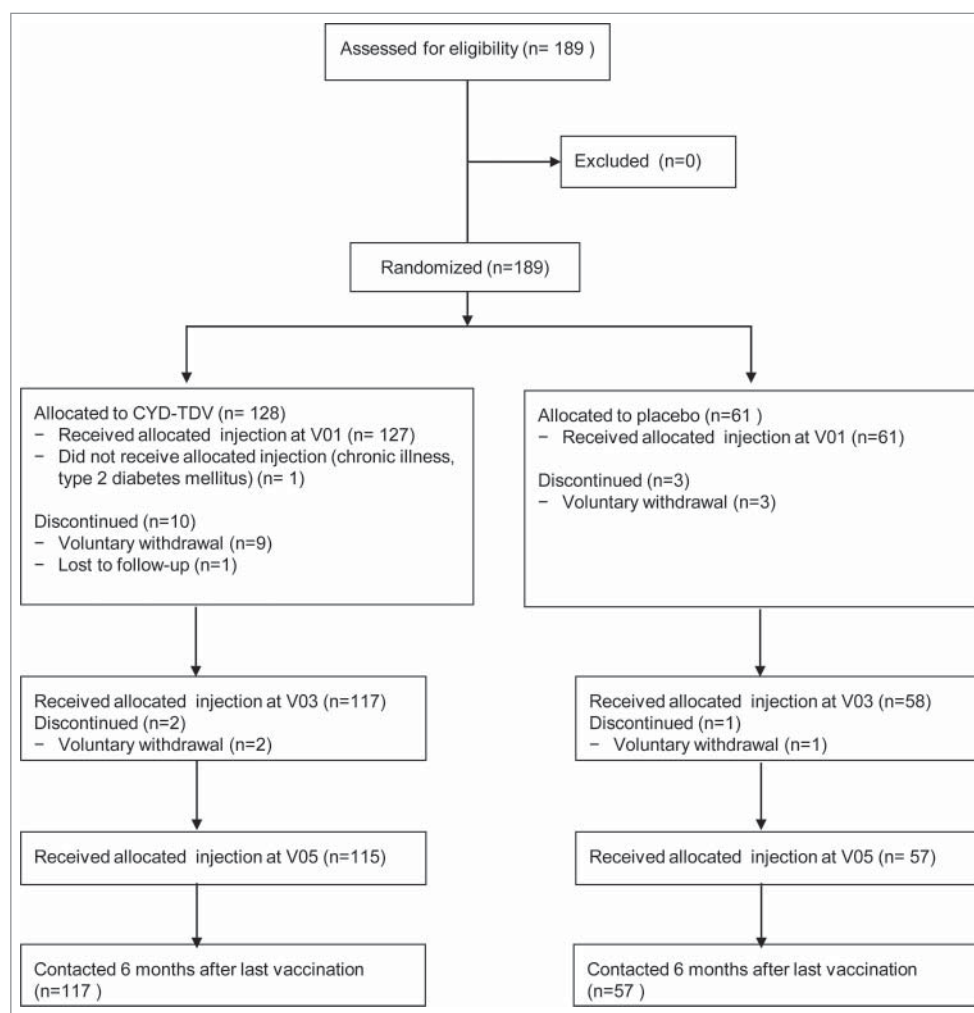 Assessed for eligibility (n= 189 )
Excluded (n=0)
Randomized (n=189)
Allocated to CYD-TDV (n= 128)
− Received allocated injection at V01 (n= 127)
− Did not receive allocated injection (chronic illness,
type 2 diabetes mellitus) (n= 1)
Discontinued (n=10)
− Voluntary withdrawal (n=9)
− Lost to follow-up (n=1)
Allocated to placebo (n=61 )
− Received allocated injection at V01 (n=61)
Discontinued (n=3)
− Voluntary withdrawal (n=3)
Received allocated injection at V03 (n=117)
Discontinued (n=2)
− Voluntary withdrawal (n=2)
Received allocated injection at V03 (n=58)
Discontinued (n=1)
− Voluntary withdrawal (n=1)
Received allocated injection at V05 (n=115)
Received allocated injection at V05 (n= 57)
Contacted 6 months after last vaccination
(n=117 )
Contacted 6 months after last vaccination
(n=57 )